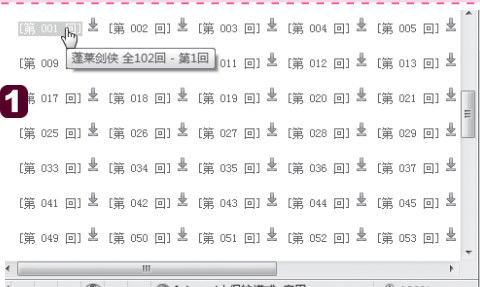 [第 001 回] [第 002 回] [第 003 回] [第 004 回] [第 005 回]
蓬莱剑侠 全102回 - 第1回
[第 009 011 回] [第 012 回] [第 013 回]
1
[第 017 回] [第 018 回] [第 019 回] [第 020 回] [第 021 回]
[第 025 回] [第 026 回] [第 027 回] [第 028 回] [第 029 回]
[第 033 回] [第 034 回] [第 035 回] [第 036 回] [第 037 回]
[第 041 回] [第 042 回] [第 043 回] [第 044 回] [第 045 回]
[第 049 回] [第 050 回] [第 051 回] [第 052 回] [第 053 回]